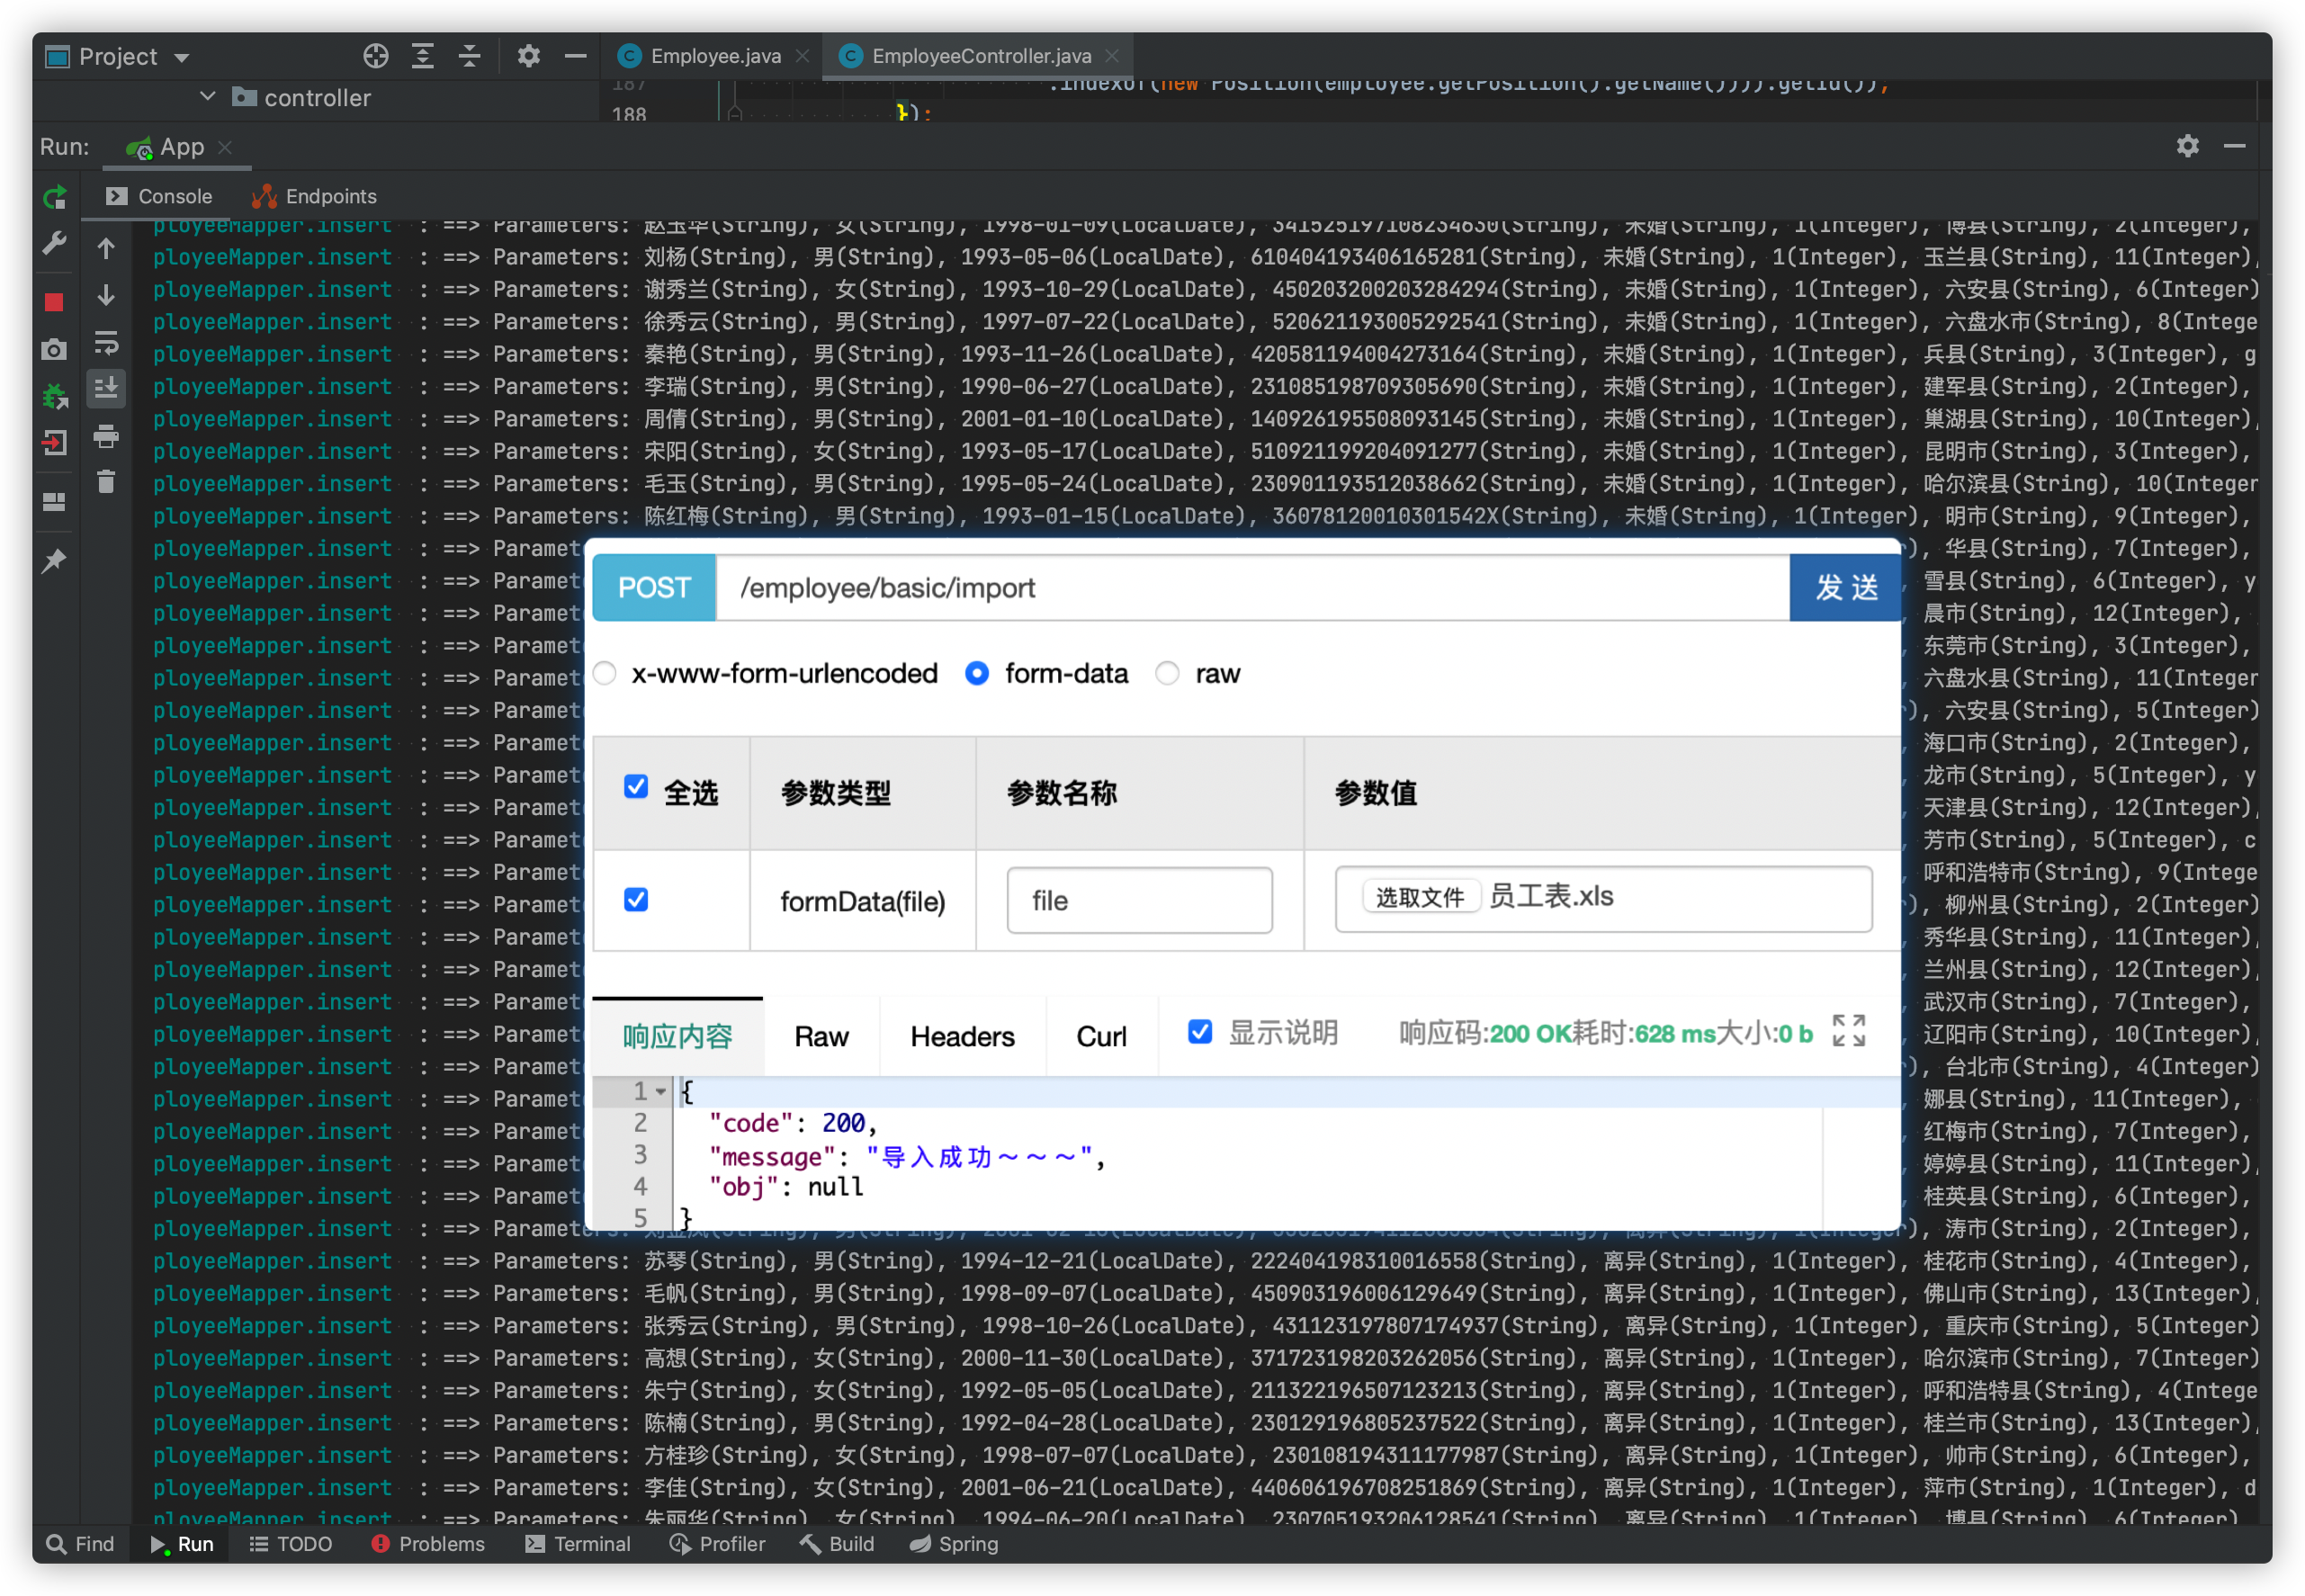 Project
Employee.java
EmployeeController.java
controller
187
.indexOf(new Position(employee.getPosition().getName()))).getId());
188
});
Run:
App
Console
Endpoints
ployeeMapper.insert : ==> Parameters: 赵玉华(String), 女(String), 1998-01-09(LocalDate), 341525197108234630(String), 未婚(String), 1(Integer), 博县(String), 2(Integer),
ployeeMapper.insert : ==> Parameters: 刘杨(String), 男(String), 1993-05-06(LocalDate), 610404193406165281(String), 未婚(String), 1(Integer), 玉兰县(String), 11(Integer),
ployeeMapper.insert : ==> Parameters: 谢秀兰(String), 女(String), 1993-10-29(LocalDate), 450203200203284294(String), 未婚(String), 1(Integer), 六安县(String), 6(Integer)
ployeeMapper.insert : ==> Parameters: 徐秀云(String), 男(String), 1997-07-22(LocalDate), 520621193005292541(String), 未婚(String), 1(Integer), 六盘水市(String), 8(Intege
ployeeMapper.insert : ==> Parameters: 秦艳(String), 男(String), 1993-11-26(LocalDate), 420581194004273164(String), 未婚(String), 1(Integer), 兵县(String), 3(Integer), g
ployeeMapper.insert : ==> Parameters: 李瑞(String), 男(String), 1990-06-27(LocalDate), 231085198709305690(String), 未婚(String), 1(Integer), 建军县(String), 2(Integer),
ployeeMapper.insert : ==> Parameters: 周倩(String), 男(String), 2001-01-10(LocalDate), 140926195508093145(String), 未婚(String), 1(Integer), 巢湖县(String), 10(Integer),
ployeeMapper.insert : ==> Parameters: 宋阳(String), 女(String), 1993-05-17(LocalDate), 510921199204091277(String), 未婚(String), 1(Integer), 昆明市(String), 3(Integer),
ployeeMapper.insert : ==> Parameters: 毛玉(String), 男(String), 1995-05-24(LocalDate), 230901193512038662(String), 未婚(String), 1(Integer), 哈尔滨县(String), 10(Integer
ployeeMapper.insert : ==> Parameters: 陈红梅(String), 男(String), 1993-01-15(LocalDate), 36078120010301542X(String), 未婚(String), 1(Integer), 明市(String), 9(Integer),
ployeeMapper.insert : ==> Paramet ), 华县(String), 7(Integer),
ployeeMapper.insert : ==> Paramet , 雪县(String), 6(Integer), y
ployeeMapper.insert : ==> Paramet , 晨市(String), 12(Integer),
ployeeMapper.insert : ==> Paramet , 东莞市(String), 3(Integer),
ployeeMapper.insert : ==> Paramet , 六盘水县(String), 11(Integer
ployeeMapper.insert : ==> Paramet ), 六安县(String), 5(Integer)
ployeeMapper.insert : ==> Paramet , 海口市(String), 2(Integer),
ployeeMapper.insert : ==> Paramet , 龙市(String), 5(Integer), y
ployeeMapper.insert : ==> Paramet , 天津县(String), 12(Integer),
ployeeMapper.insert : ==> Paramet , 芳市(String), 5(Integer), c
ployeeMapper.insert : ==> Paramet , 呼和浩特市(String), 9(Intege
ployeeMapper.insert : ==> Paramet ), 柳州县(String), 2(Integer)
ployeeMapper.insert : ==> Paramet , 秀华县(String), 11(Integer),
ployeeMapper.insert : ==> Paramet , 兰州县(String), 12(Integer),
ployeeMapper.insert : ==> Paramet , 武汉市(String), 7(Integer),
ployeeMapper.insert : ==> Paramet , 辽阳市(String), 10(Integer),
ployeeMapper.insert : ==> Paramet ), 台北市(String), 4(Integer)
ployeeMapper.insert : ==> Paramet , 娜县(String), 11(Integer),
ployeeMapper.insert : ==> Paramet , 红梅市(String), 7(Integer),
ployeeMapper.insert : ==> Paramet , 婷婷县(String), 11(Integer),
ployeeMapper.insert : ==> Paramet , 桂英县(String), 6(Integer),
ployeeMapper.insert : ==> Paramet r), 涛市(String), 2(Integer),
POST
/employee/basic/import
发 送
x-www-form-urlencoded
form-data
raw
全选
参数类型
参数名称
参数值
formData(file)
file
选取文件 员工表.xls
响应内容
Raw
Headers
Curl
显示说明
响应码:200 OK耗时:628 ms大小:0 b
1 {
2 "code": 200,
3 "message": "导入成功～～～",
4 "obj": null
5 }
ployeeMapper.insert : ==> Parameters: 苏琴(String), 男(String), 1994-12-21(LocalDate), 222404198310016558(String), 离异(String), 1(Integer), 桂花市(String), 4(Integer),
ployeeMapper.insert : ==> Parameters: 毛帆(String), 男(String), 1998-09-07(LocalDate), 450903196006129649(String), 离异(String), 1(Integer), 佛山市(String), 13(Integer),
ployeeMapper.insert : ==> Parameters: 张秀云(String), 男(String), 1998-10-26(LocalDate), 431123197807174937(String), 离异(String), 1(Integer), 重庆市(String), 5(Integer)
ployeeMapper.insert : ==> Parameters: 高想(String), 女(String), 2000-11-30(LocalDate), 371723198203262056(String), 离异(String), 1(Integer), 哈尔滨市(String), 7(Integer)
ployeeMapper.insert : ==> Parameters: 朱宁(String), 女(String), 1992-05-05(LocalDate), 211322196507123213(String), 离异(String), 1(Integer), 呼和浩特县(String), 4(Intege
ployeeMapper.insert : ==> Parameters: 陈楠(String), 男(String), 1992-04-28(LocalDate), 230129196805237522(String), 离异(String), 1(Integer), 桂兰市(String), 13(Integer),
ployeeMapper.insert : ==> Parameters: 方桂珍(String), 女(String), 1998-07-07(LocalDate), 230108194311177987(String), 离异(String), 1(Integer), 帅市(String), 6(Integer),
ployeeMapper.insert : ==> Parameters: 李佳(String), 女(String), 2001-06-21(LocalDate), 440606196708251869(String), 离异(String), 1(Integer), 萍市(String), 1(Integer), d
ployeeMapper.insert : ==> Parameters: 朱丽华(String), 女(String), 1994-06-20(LocalDate), 230705193206128541(String), 离异(String), 1(Integer), 博县(String), 6(Integer)
Find
Run
TODO
Problems
Terminal
Profiler
Build
Spring